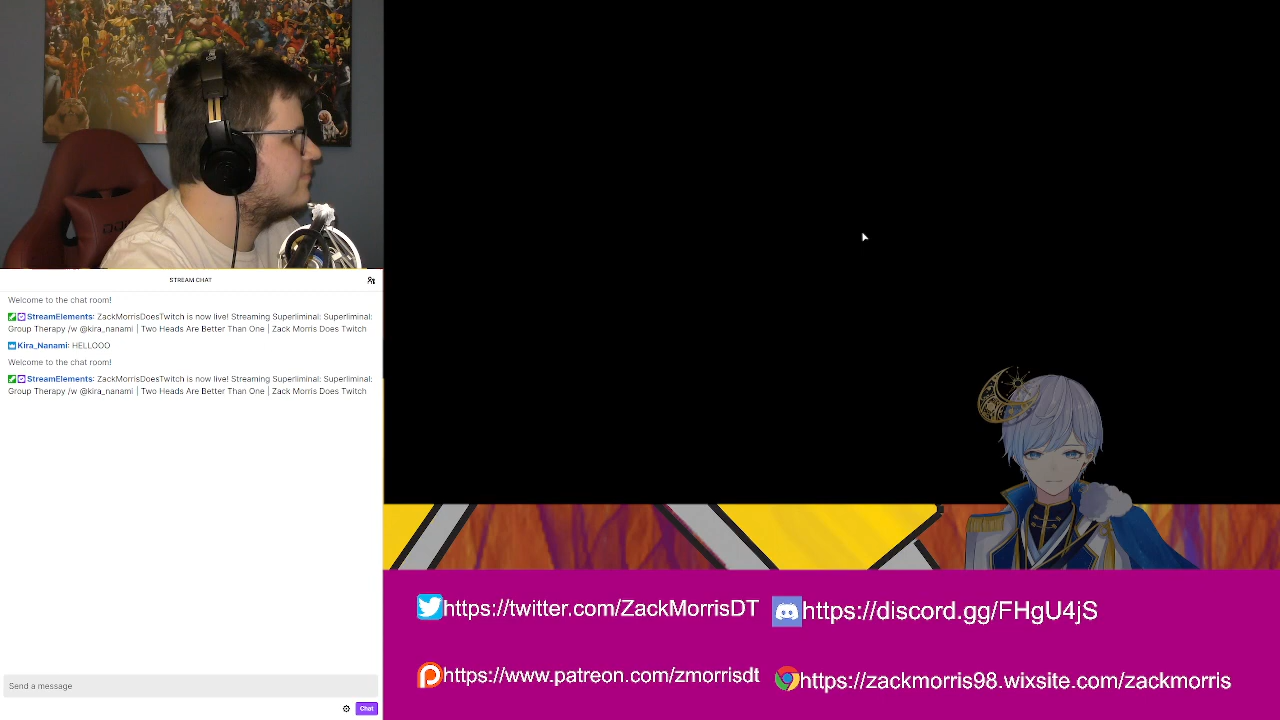 STREAM CHAT
Welcome to the chat room!
StreamElements: ZackMorrisDoesTwitch is now live! Streaming Superliminal: Superliminal:
Group Therapy /w @kira_nanami | Two Heads Are Better Than One | Zack Morris Does Twitch
Kira_Nanami: HELLOOO
Welcome to the chat room!
StreamElements: ZackMorrisDoesTwitch is now live! Streaming Superliminal: Superliminal:
Group Therapy /w @kira_nanami | Two Heads Are Better Than One | Zack Morris Does Twitch
Send a message
Chat
https://twitter.com/ZackMorrisDT
https://discord.gg/FHgU4jS
https://www.patreon.com/zmorrisdt
https://zackmorris98.wixsite.com/zackmorris